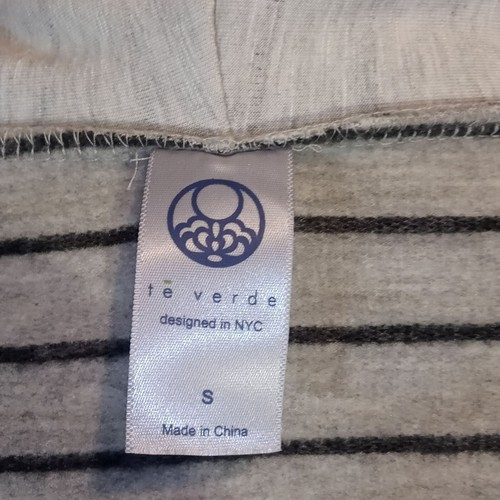 tē verde
designed in NYC
S
Made in China